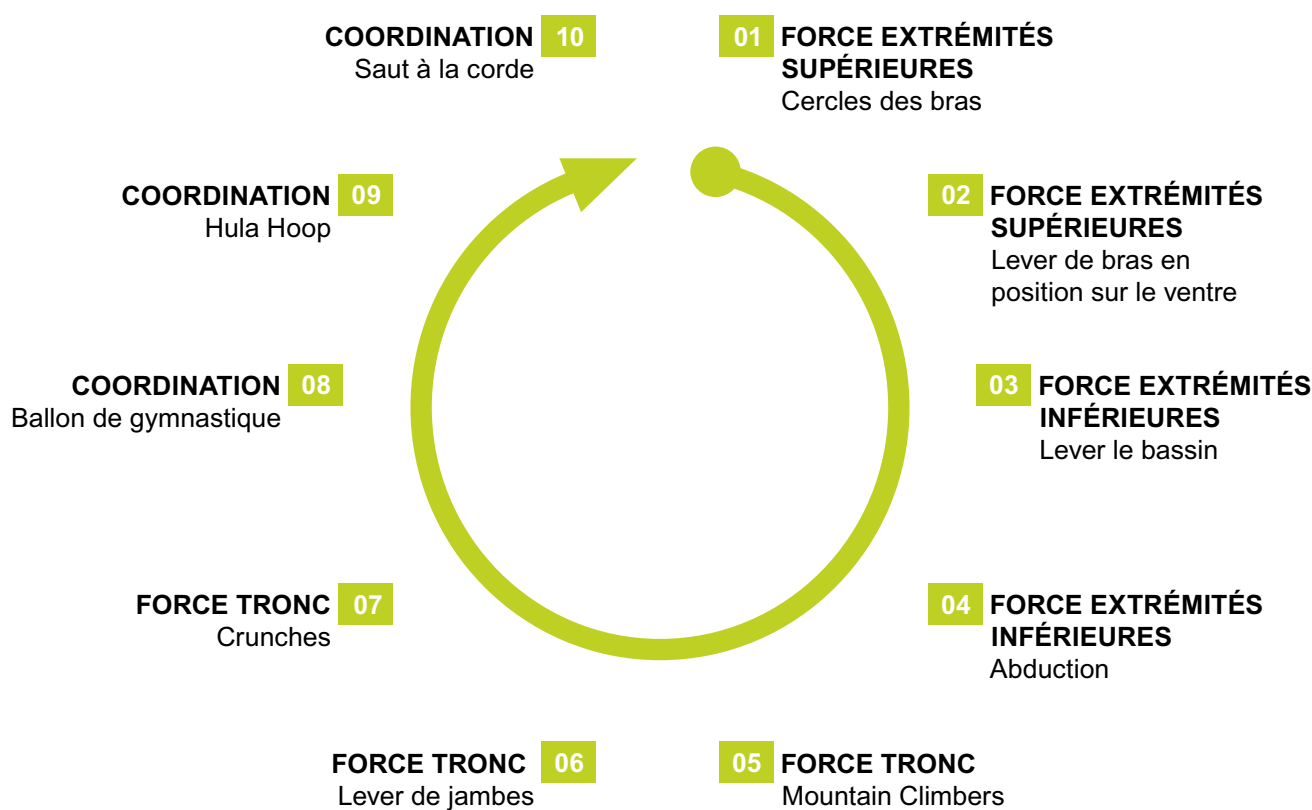 01 FORCE EXTRÉMITÉS
SUPÉRIEURES
Cercles des bras
02 FORCE EXTRÉMITÉS
SUPÉRIEURES
Lever de bras en
position sur le ventre
03 FORCE EXTRÉMITÉS
INFÉRIEURES
Lever le bassin
04 FORCE EXTRÉMITÉS
INFÉRIEURES
Abduction
05 FORCE TRONC
Mountain Climbers
FORCE TRONC 06
Lever de jambes
FORCE TRONC 07
Crunches
COORDINATION 08
Ballon de gymnastique
COORDINATION 09
Hula Hoop
COORDINATION 10
Saut à la corde